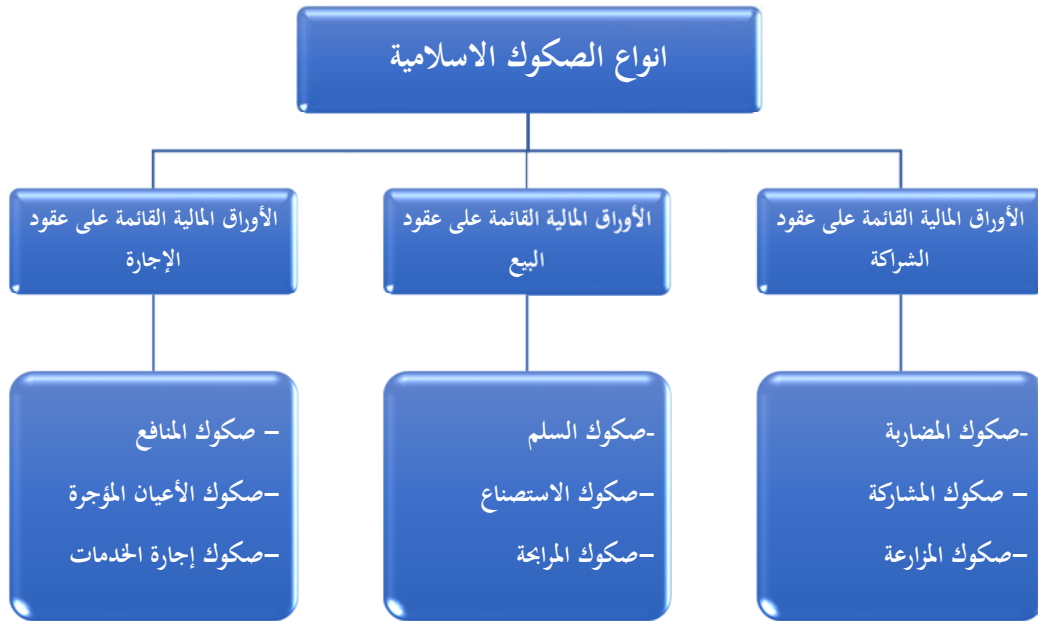 انواع الصكوك الاسلامية
الأوراق المالية القائمة على عقود
الشراكة
الأوراق المالية القائمة على عقود
البيع
الأوراق المالية القائمة على عقود
الإجارة
-صكوك المضاربة
– صكوك المشاركة
–صكوك المزارعة
-صكوك السلم
–صكوك الاستصناع
–صكوك المرابحة
– صكوك المنافع
–صكوك الأعيان المؤجرة
–صكوك إجارة الخدمات